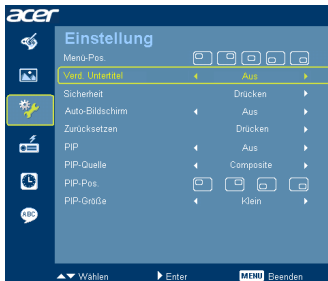 acer
Einstellung
Menü-Pos.
Verd. Untertitel Aus
Sicherheit Drücken
Auto-Bildschirm Aus
Zurücksetzen Drücken
PIP Aus
PIP-Quelle Composite
PIP-Pos.
PIP-Größe Klein
ABC
Wählen Enter MENU Beenden